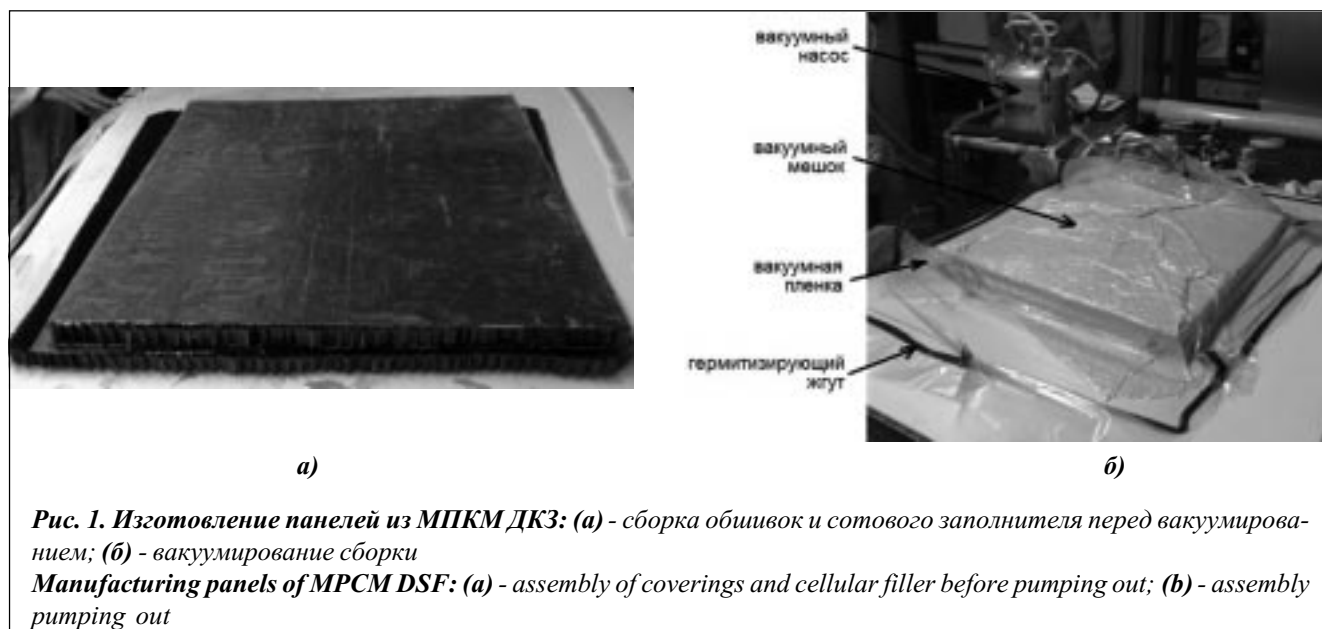 вакуумный
насос
вакуумный
мешок
вакуумная
пленка
гермитизирующий
жгут
а)
б)
Рис. 1. Изготовление панелей из МПКМ ДКЗ: (а) - сборка обшивок и сотового заполнителя перед вакуумирова-
нием; (б) - вакуумирование сборки
Manufacturing panels of MPCM DSF: (a) - assembly of coverings and cellular filler before pumping out; (b) - assembly
pumping out